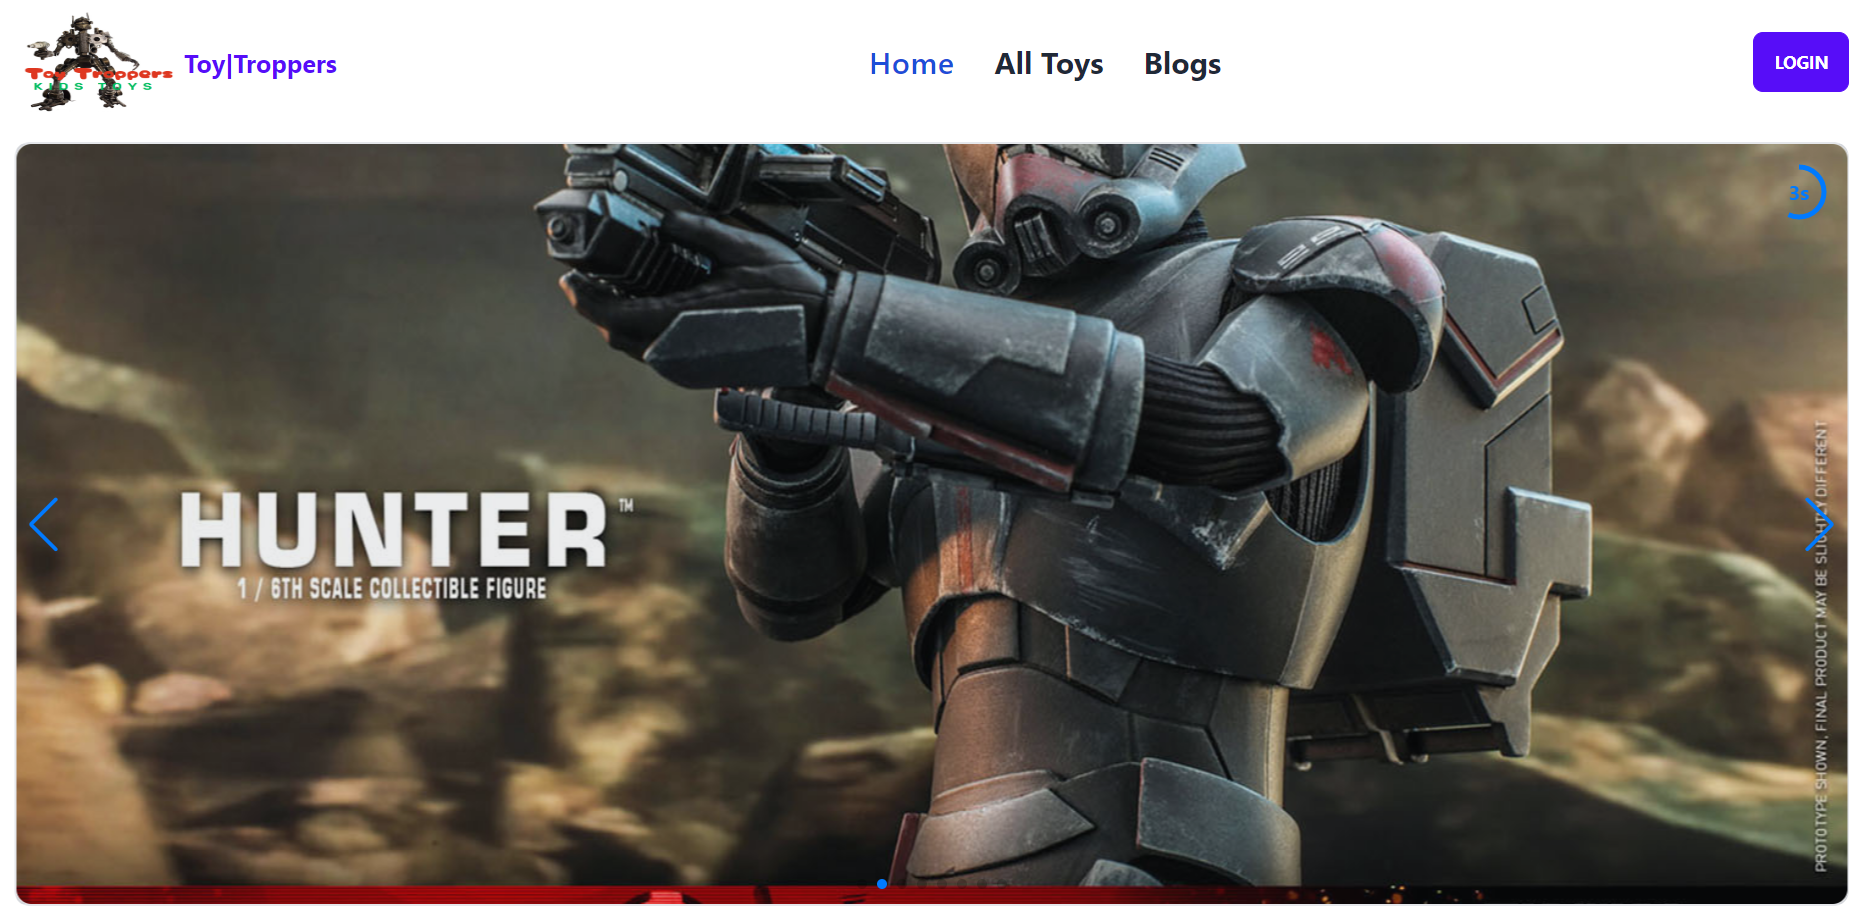 Toy Troppers
KIDS TOYS
Toy|Troppers
Home
All Toys
Blogs
LOGIN
3s
HUNTER™
1 / 6TH SCALE COLLECTIBLE FIGURE
PROTOTYPE SHOWN, FINAL PRODUCT MAY BE SLIGHTLY DIFFERENT